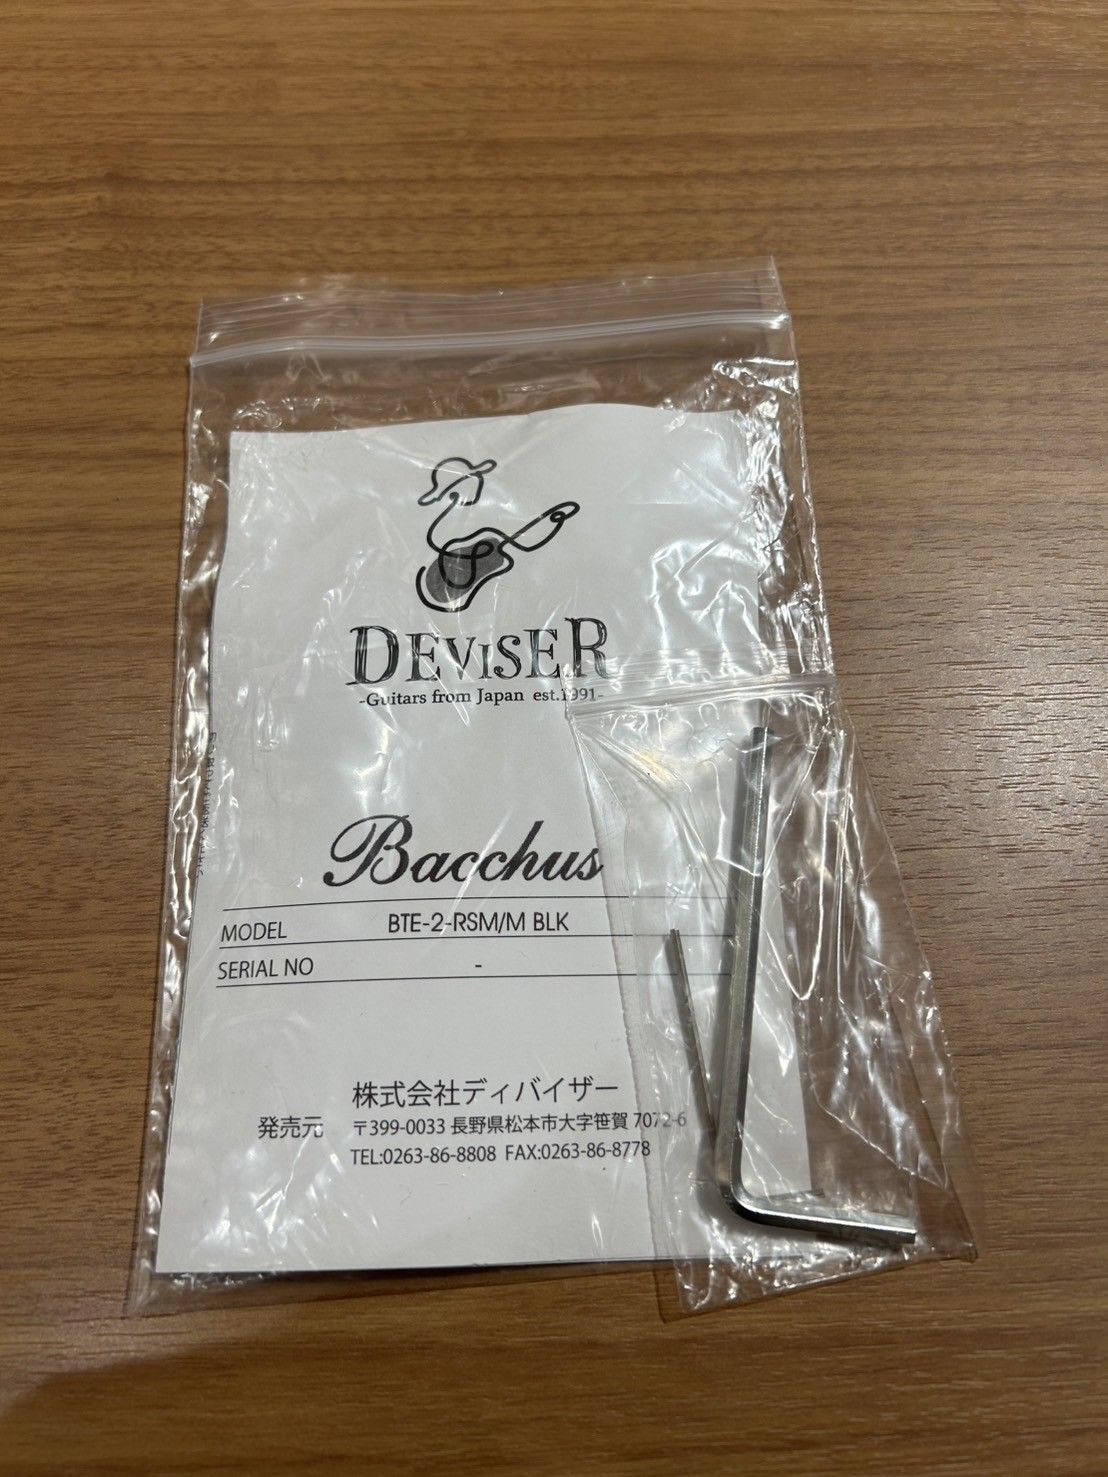 DEVISER
-Guitars from Japan est.1991-
Bacchus
MODEL BTE-2-RSM/M BLK
SERIAL NO -
株式会社ディバイザー
発売元 〒399-0033 長野県松本市大字笹賀 7072-6
TEL:0263-86-8808 FAX:0263-86-8778